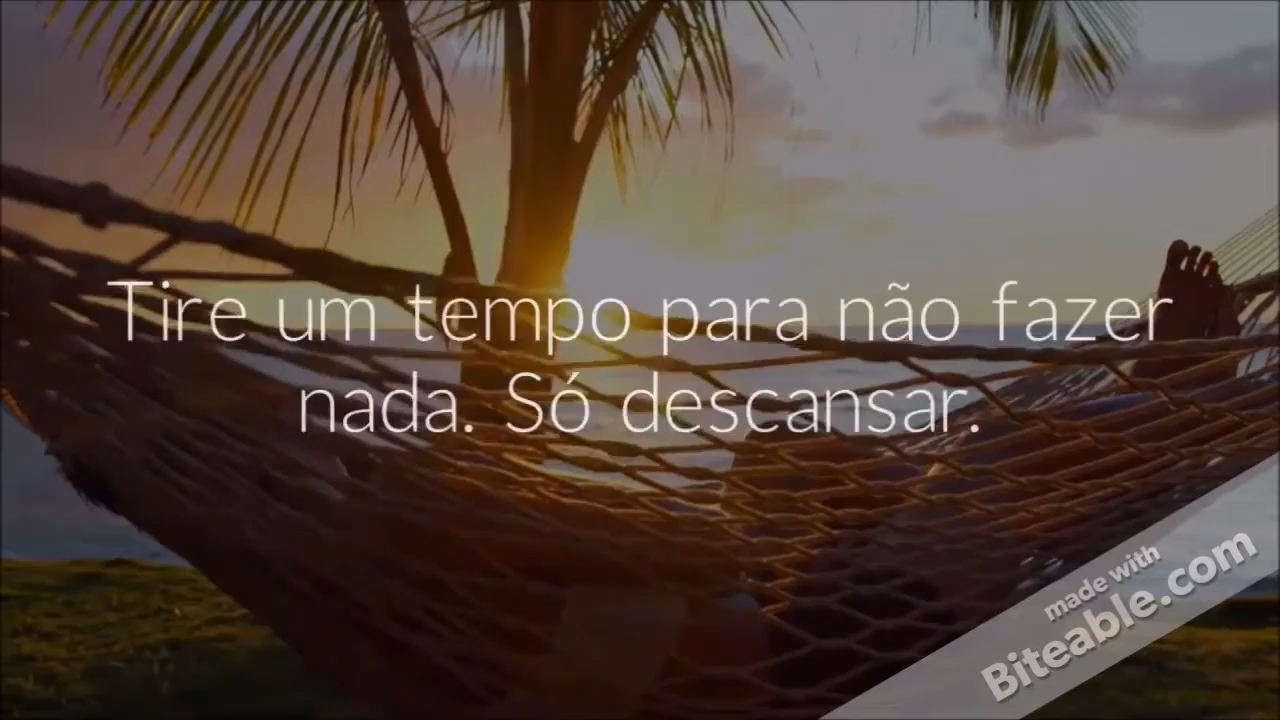 Tire um tempo para não fazer
nada. Só descansar.
made with
Biteable.com